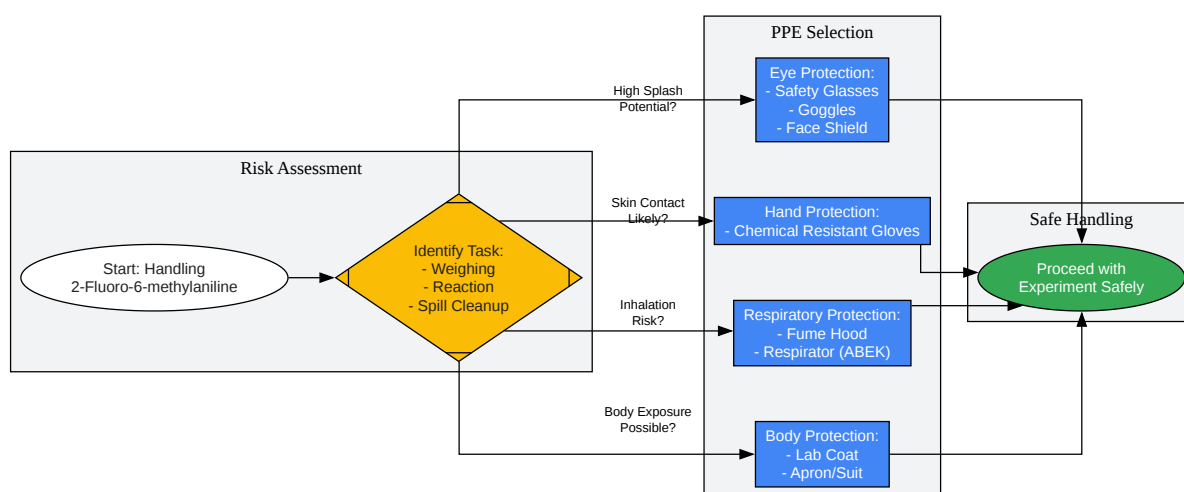 PPE Selection
Eye Protection:
- Safety Glasses
- Goggles
- Face Shield
High Splash
Potential?
Risk Assessment
Start: Handling
2-Fluoro-6-methylaniline
Identify Task:
- Weighing
- Reaction
- Spill Cleanup
Skin Contact
Likely?
Hand Protection:
- Chemical Resistant Gloves
Inhalation
Risk?
Respiratory Protection:
- Fume Hood
- Respirator (ABEK)
Body Exposure
Possible?
Body Protection:
- Lab Coat
- Apron/Suit
Safe Handling
Proceed with
Experiment Safely